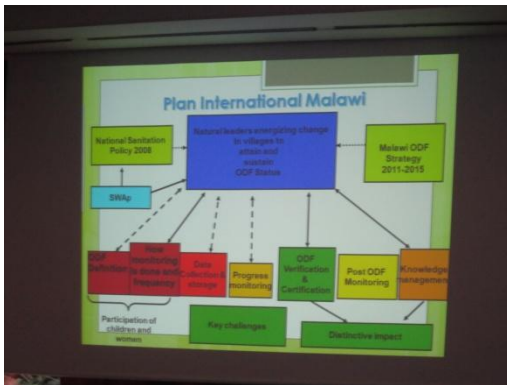 Plan International Malawi
National Sanitation
Policy 2008
Natural leaders energizing change
in villages to
attain and
sustain
ODF Status
Malawi ODF
Strategy
2011-2015
SWAp
ODF
Definition
How
monitoring
is done and
frequency
Data
Collection &
storage
Progress
monitoring
ODF
Verification
&
Certification
Post ODF
Monitoring
Knowledge
management
Participation of
children and
women
Key challenges
Distinctive impact